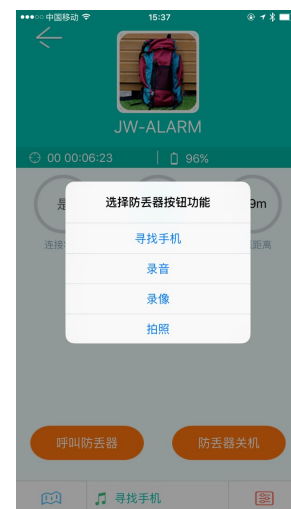 中国移动 15:37
JW-ALARM
00 00:06:23 96%
是 9m
连接 距离
选择防丢器按钮功能
寻找手机
录音
录像
拍照
呼叫防丢器 防丢器关机
寻找手机